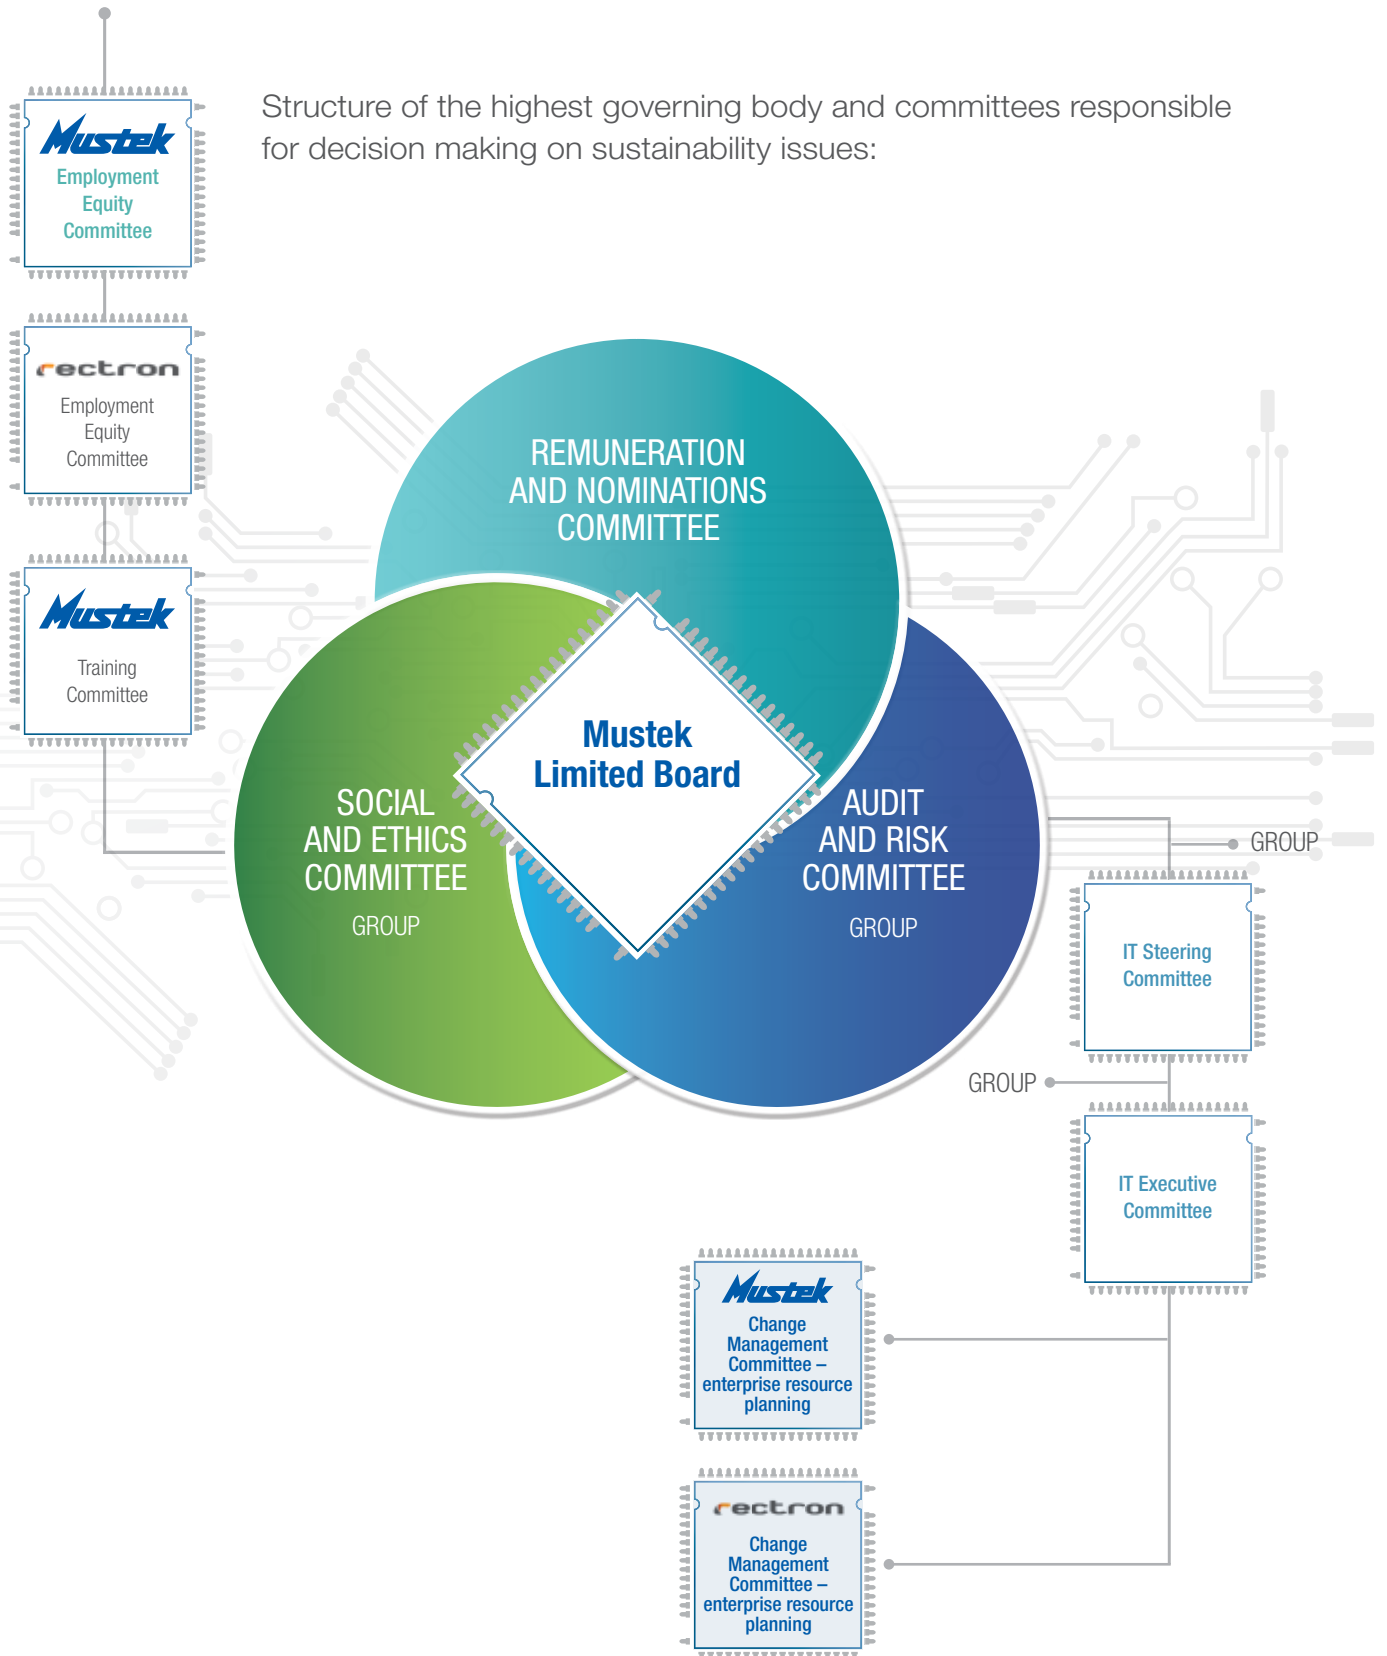 Structure of the highest governing body and committees responsible
for decision making on sustainability issues:
Mustek
Employment
Equity
Committee
rectron
Employment
Equity
Committee
Mustek
Training
Committee
REMUNERATION
AND NOMINATIONS
COMMITTEE
Mustek
Limited Board
SOCIAL
AND ETHICS
COMMITTEE
GROUP
AUDIT
AND RISK
COMMITTEE
GROUP
GROUP
IT Steering
Committee
GROUP
IT Executive
Committee
Mustek
Change
Management
Committee –
enterprise resource
planning
rectron
Change
Management
Committee –
enterprise resource
planning